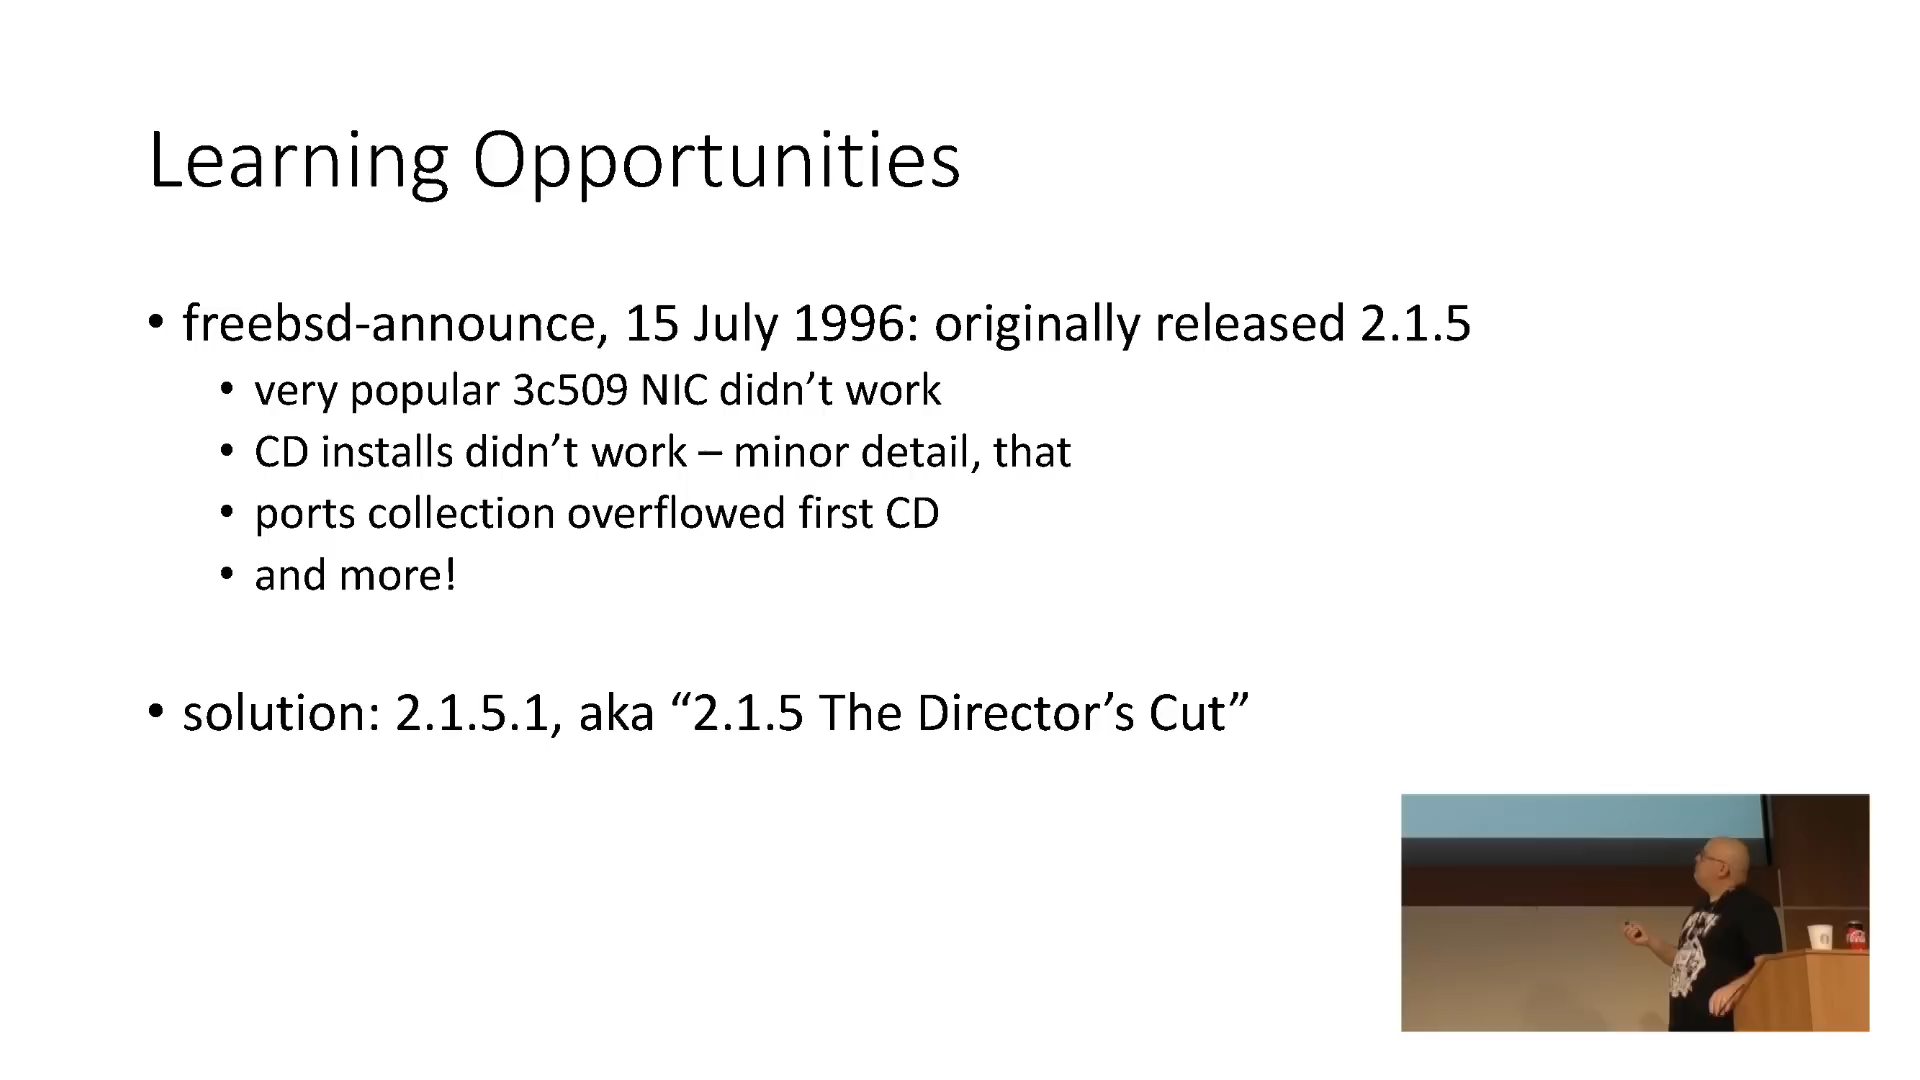 Learning Opportunities
• freebsd-announce, 15 July 1996: originally released 2.1.5
• very popular 3c509 NIC didn’t work
• CD installs didn’t work – minor detail, that
• ports collection overflowed first CD
• and more!
• solution: 2.1.5.1, aka “2.1.5 The Director’s Cut”